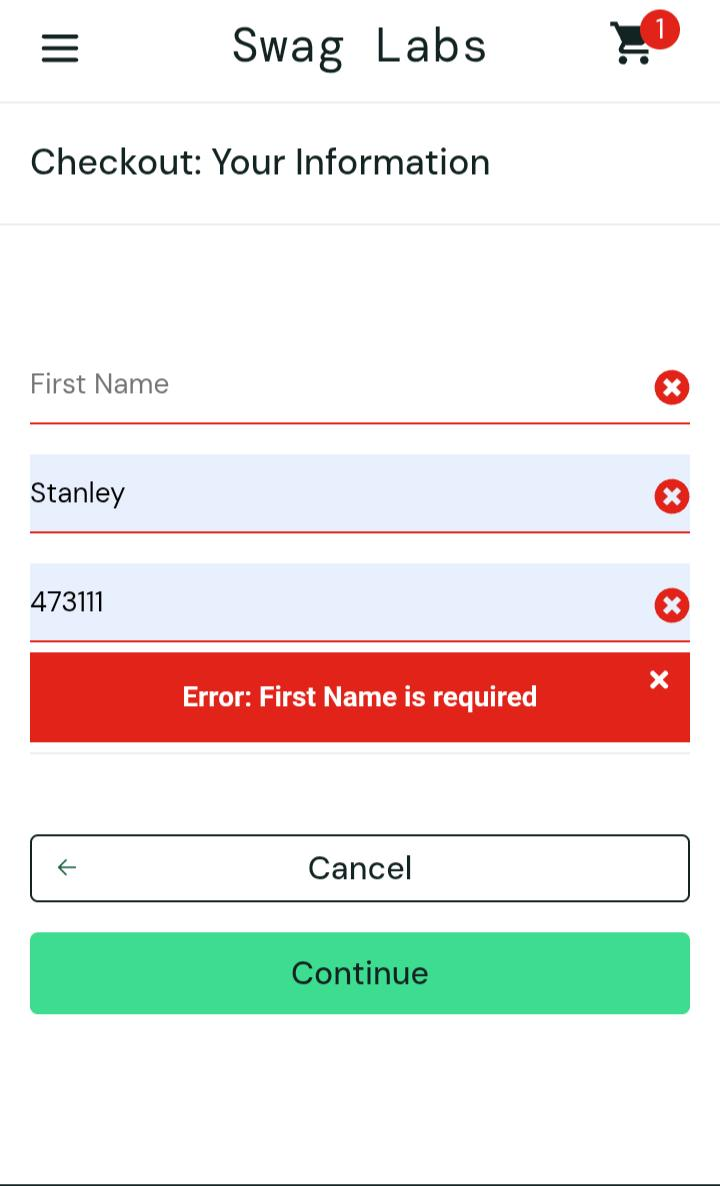 Swag Labs
1
Checkout: Your Information
First Name
Stanley
473111
Error: First Name is required
Cancel
Continue